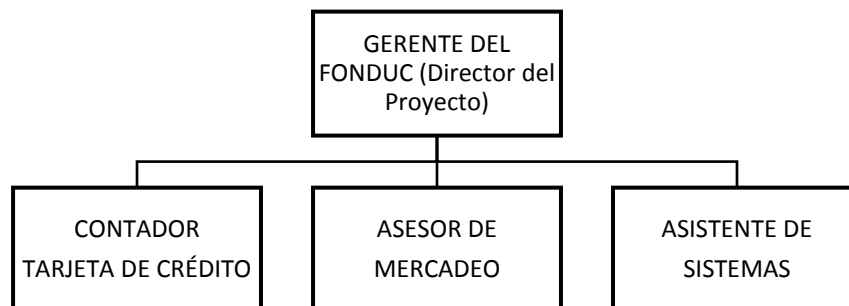 GERENTE DEL
FONDUC (Director del
Proyecto)
CONTADOR
TARJETA DE CRÉDITO
ASESOR DE
MERCADEO
ASISTENTE DE
SISTEMAS